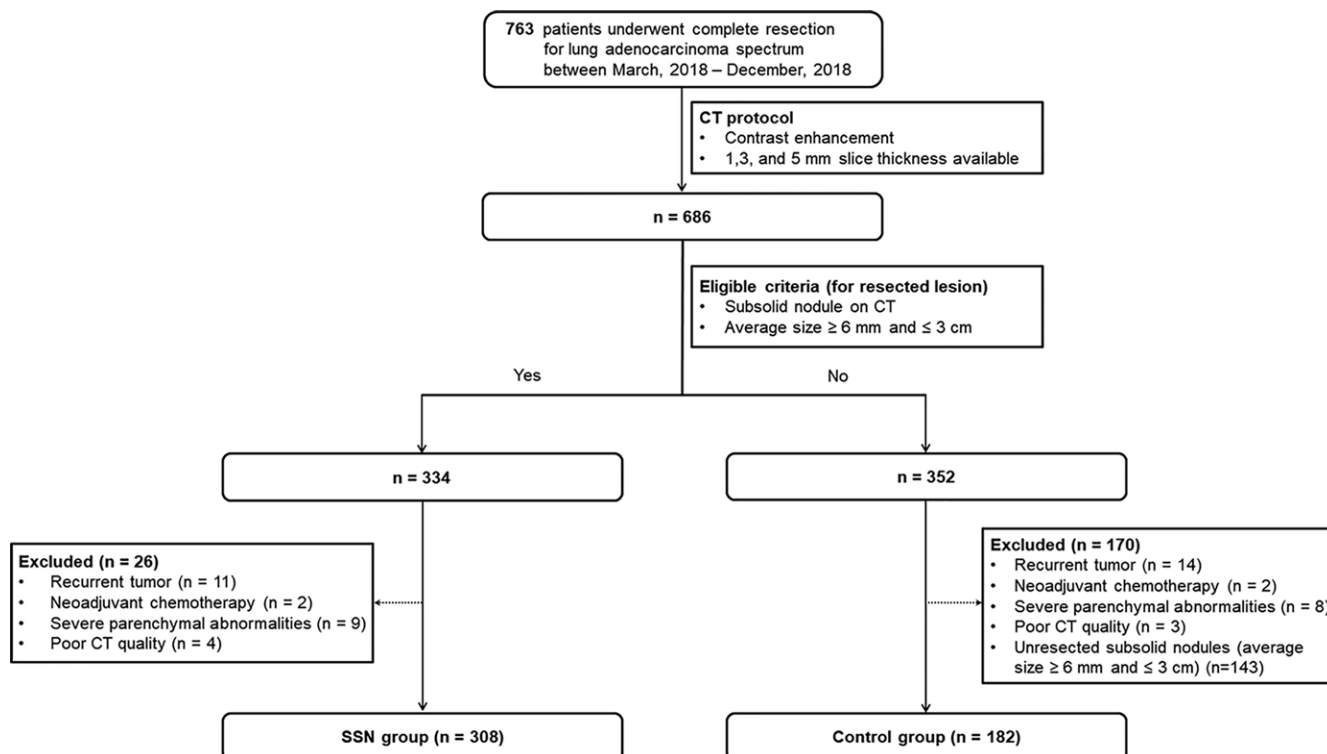 763 patients underwent complete resection
for lung adenocarcinoma spectrum
between March, 2018 – December, 2018
CT protocol
• Contrast enhancement
• 1,3, and 5 mm slice thickness available
n = 686
Eligible criteria (for resected lesion)
• Subsolid nodule on CT
• Average size ≥ 6 mm and ≤ 3 cm
Yes
No
n = 334
n = 352
Excluded (n = 26)
• Recurrent tumor (n = 11)
• Neoadjuvant chemotherapy (n = 2)
• Severe parenchymal abnormalities (n = 9)
• Poor CT quality (n = 4)
Excluded (n = 170)
• Recurrent tumor (n = 14)
• Neoadjuvant chemotherapy (n = 2)
• Severe parenchymal abnormalities (n = 8)
• Poor CT quality (n = 3)
• Unresected subsolid nodules (average
size ≥ 6 mm and ≤ 3 cm) (n=143)
SSN group (n = 308)
Control group (n = 182)